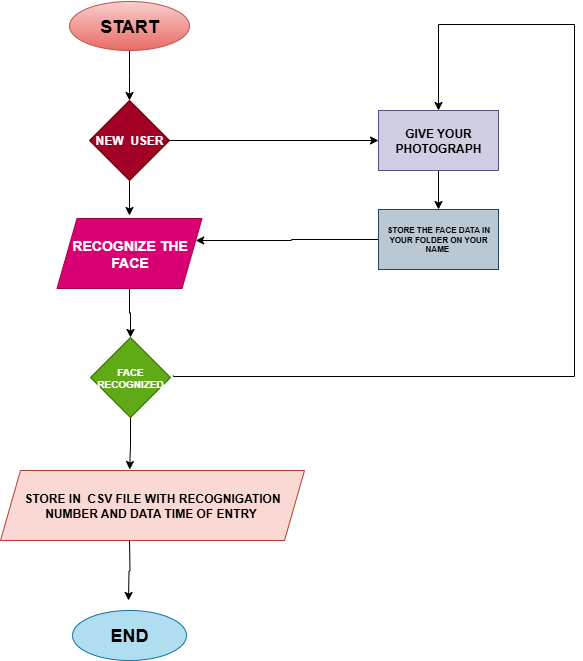 START
NEW USER
GIVE YOUR
PHOTOGRAPH
STORE THE FACE DATA IN
YOUR FOLDER ON YOUR
NAME
RECOGNIZE THE
FACE
FACE
RECOGNIZED
STORE IN CSV FILE WITH RECOGNIGATION
NUMBER AND DATA TIME OF ENTRY
END